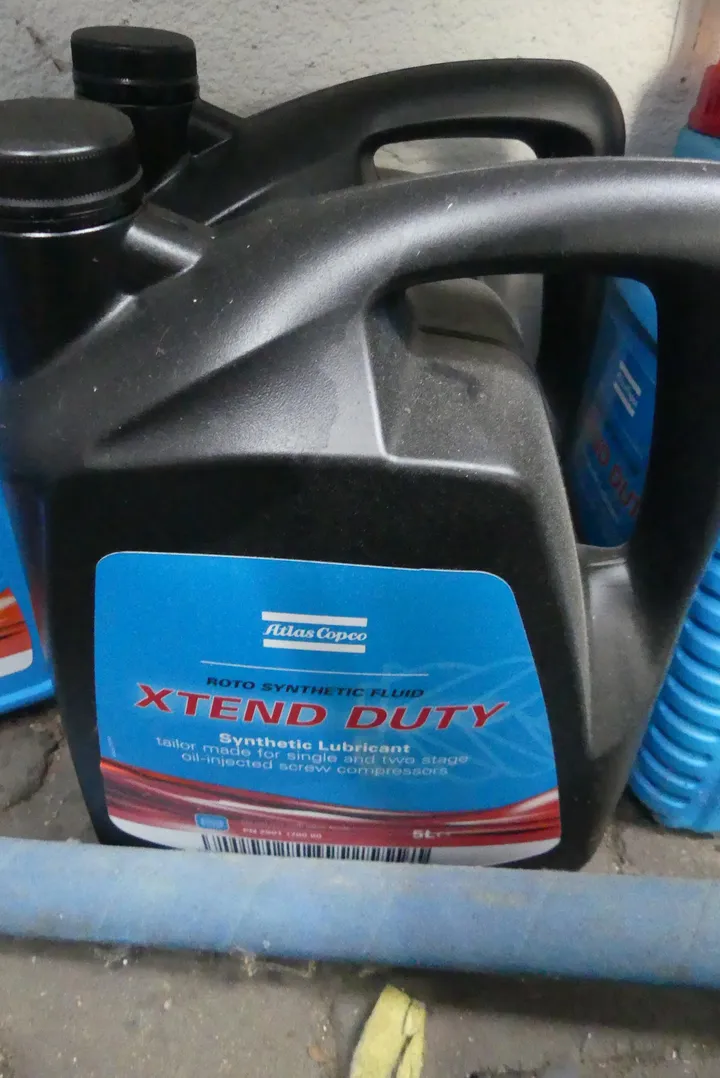 Atlas Copco
ROTO SYNTHETIC FLUID
XTEND DUTY
Synthetic Lubricant
tailor made for single and two stage
oil-injected screw compressors
5L